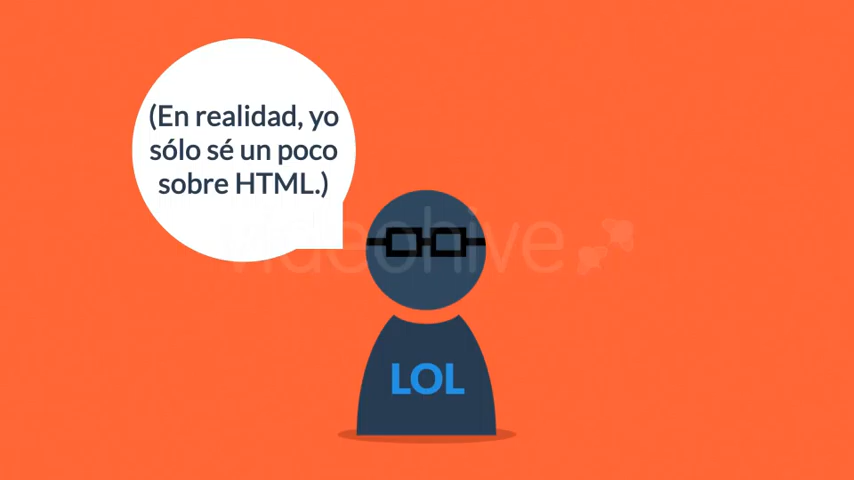 (En realidad, yo
sólo sé un poco
sobre HTML.)
videohive
LOL